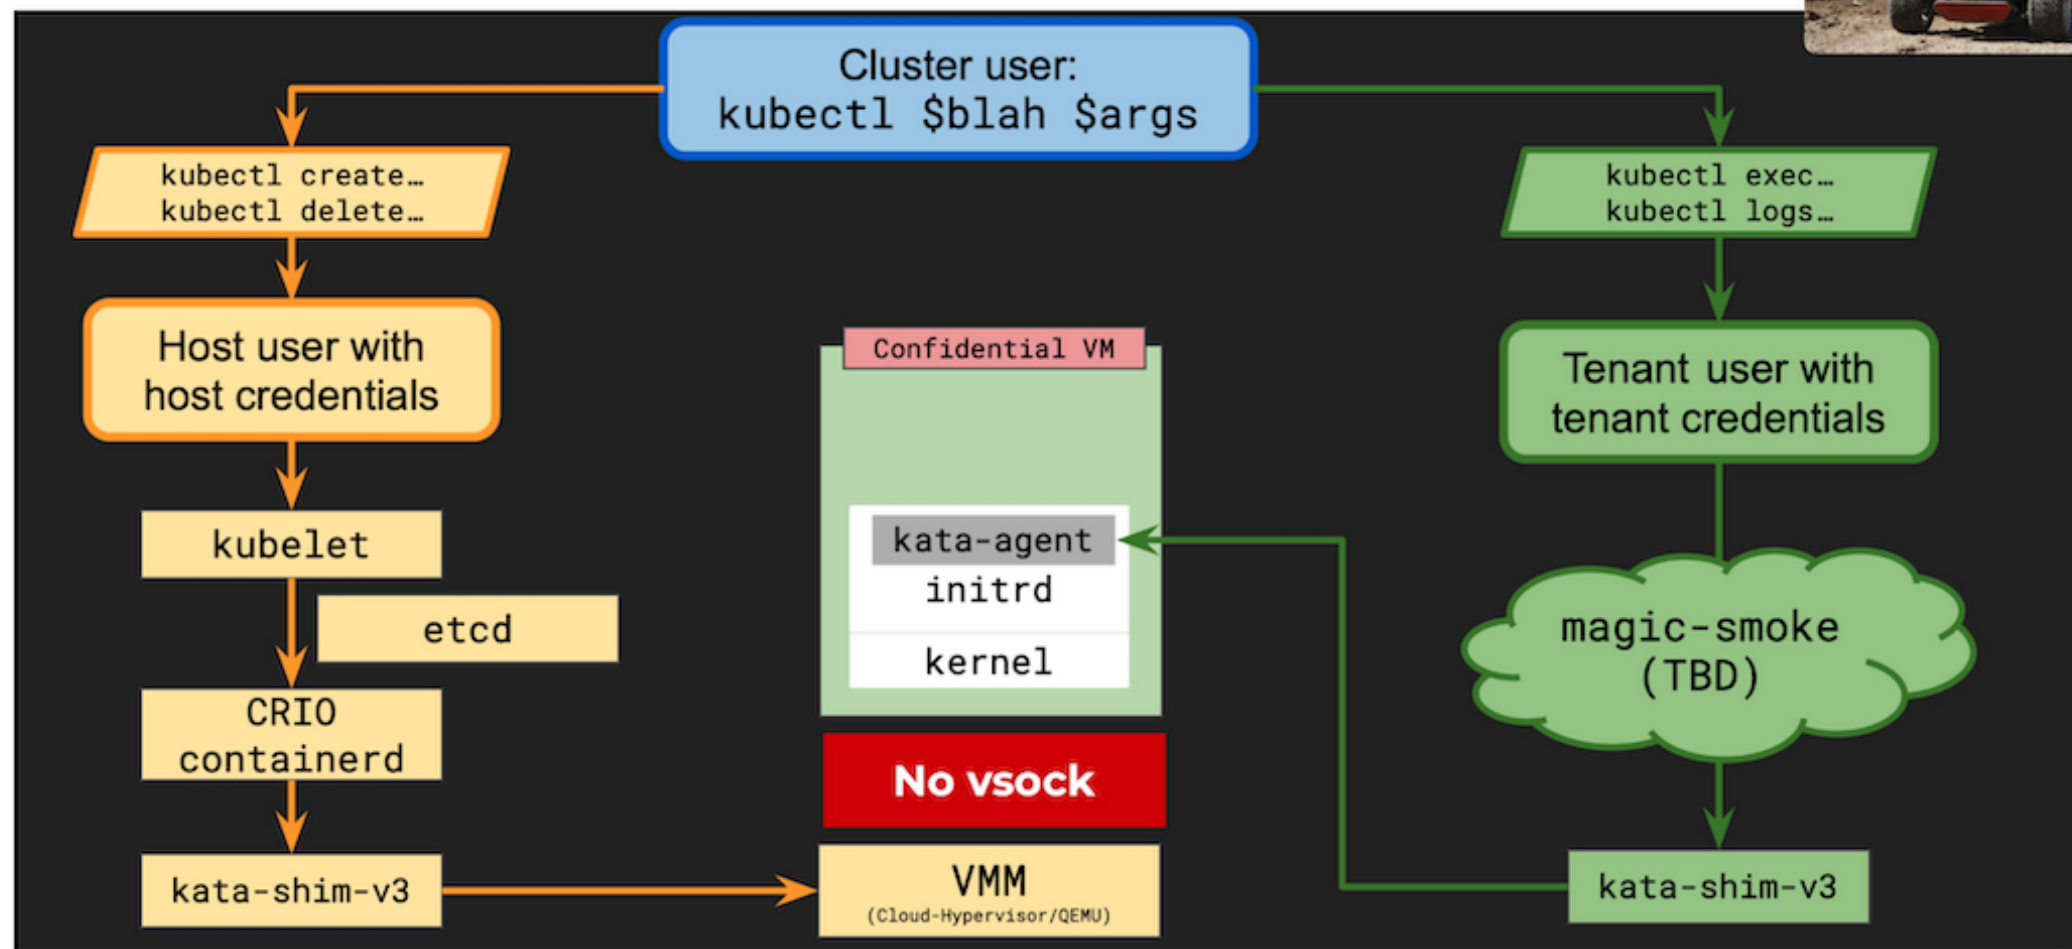 Cluster user:
kubectl $blah $args
kubectl create…
kubectl delete…
kubectl exec…
kubectl logs…
Host user with
host credentials
Confidential VM
Tenant user with
tenant credentials
kubelet
kata-agent
initrd
etcd
magic-smoke
(TBD)
kernel
CRIO
containerd
No vsock
kata-shim-v3
VMM
(Cloud-Hypervisor/QEMU)
kata-shim-v3